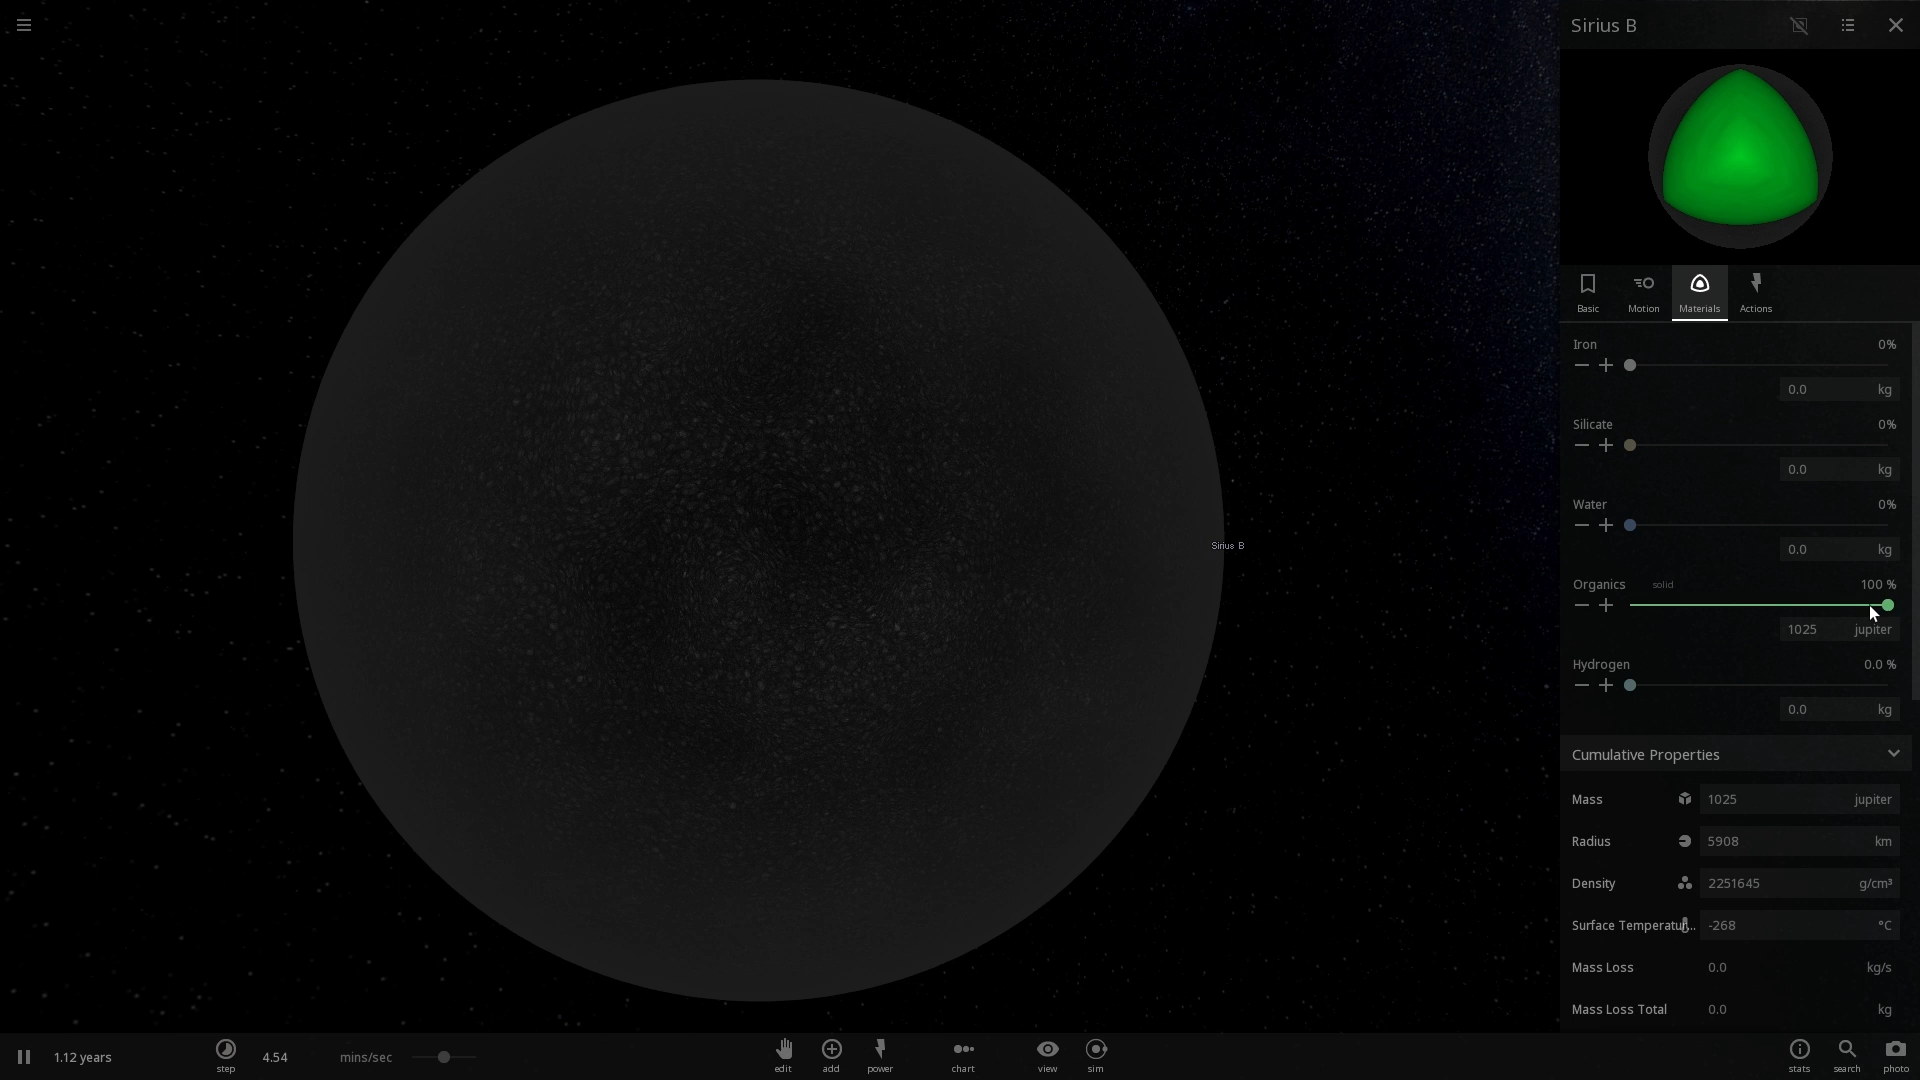 Sirius B
Basic
Motion
Materials
Actions
Iron 0%
0.0 kg
Silicate 0%
0.0 kg
Water 0%
0.0 kg
Organics solid 100 %
1025 jupiter
Hydrogen 0.0 %
0.0 kg
Cumulative Properties
Mass 1025 jupiter
Radius 5908 km
Density 2251645 g/cm³
Surface Temperatur... -268 °C
Mass Loss 0.0 kg/s
Mass Loss Total 0.0 kg
Sirius B
1.12 years
step
4.54 mins/sec
edit
add
power
chart
view
sim
stats
search
photo